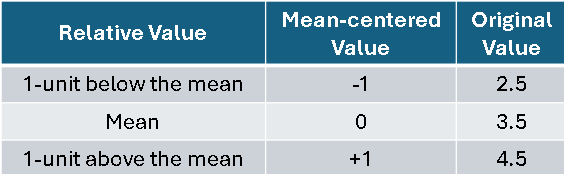 Relative Value Mean-centered Value Original Value
1-unit below the mean -1 2.5
Mean 0 3.5
1-unit above the mean +1 4.5